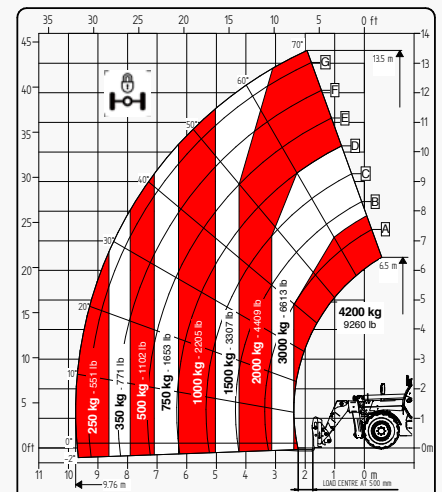 35 30 25 20 15 10 5 0 ft
45
40
35
30
25
20
15
10
5
0ft
14
13
12
11
10
9
8
7
6
5
4
3
2
1
0m
70°
60°
50°
40°
30°
20°
10°
0°
-2°
13.5 m
6.5 m
G
F
E
D
C
B
A
250 kg - 551 lb
350 kg - 771 lb
500 kg - 1102 lb
750 kg - 1653 lb
1000 kg - 2205 lb
1500 kg - 3307 lb
2000 kg - 4409 lb
3000 kg - 6613 lb
4200 kg
9260 lb
11 10 9 8 7 6 5 4 3 2 1 0 m
9.76 m
LOAD CENTRE AT 500 mm